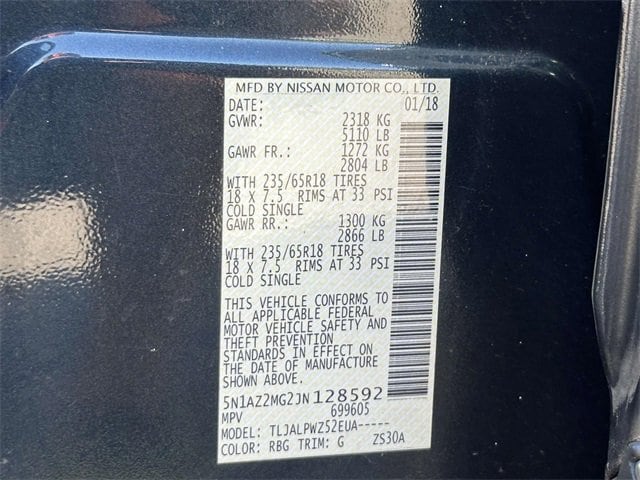 MFD BY NISSAN MOTOR CO., LTD.
DATE: 01/18
GVWR: 2318 KG
5110 LB
GAWR FR.: 1272 KG
2804 LB
WITH 235/65R18 TIRES
18 X 7.5 RIMS AT 33 PSI
COLD SINGLE
GAWR RR.: 1300 KG
2866 LB
WITH 235/65R18 TIRES
18 X 7.5 RIMS AT 33 PSI
COLD SINGLE
THIS VEHICLE CONFORMS TO
ALL APPLICABLE FEDERAL
MOTOR VEHICLE SAFETY AND
THEFT PREVENTION
STANDARDS IN EFFECT ON
THE DATE OF MANUFACTURE
SHOWN ABOVE.
5N1AZ2MG2JN128592
MPV 699605
MODEL: TLJALPWZ52EUA-----
COLOR: RBG TRIM: G ZS30A